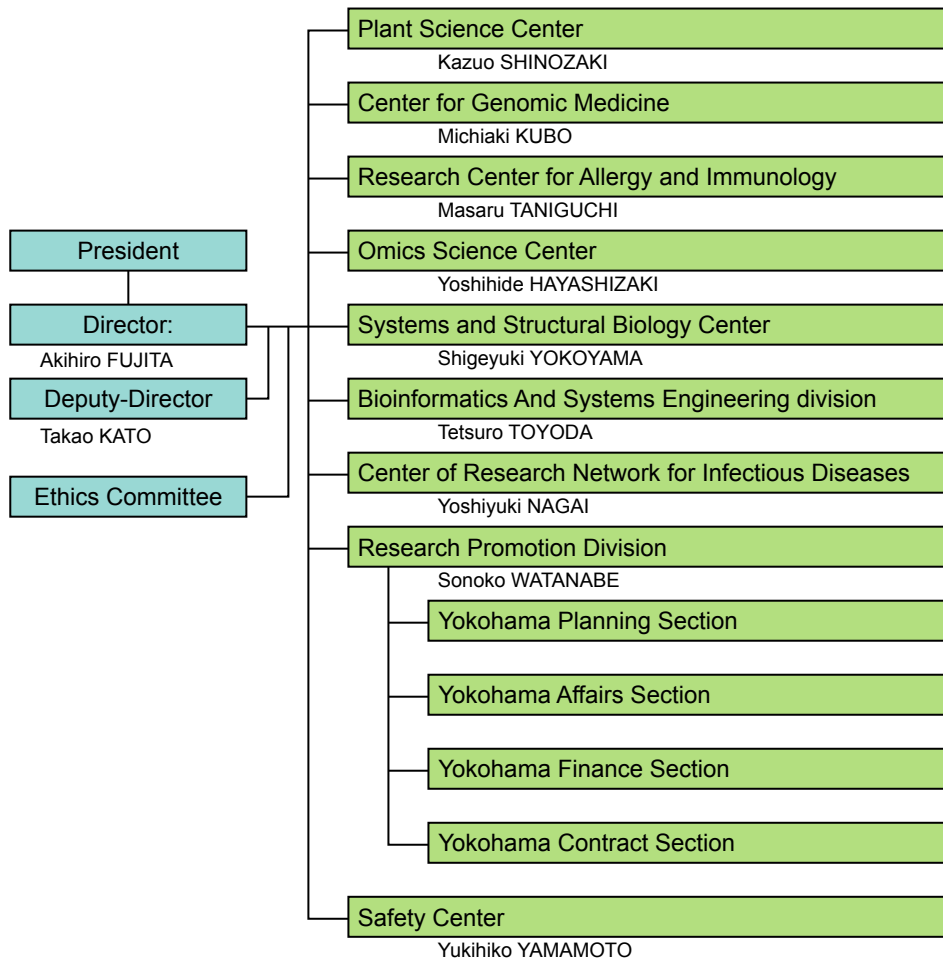 President
Director:
Akihiro FUJITA
Deputy-Director
Takao KATO
Ethics Committee
Plant Science Center
Kazuo SHINOZAKI
Center for Genomic Medicine
Michiaki KUBO
Research Center for Allergy and Immunology
Masaru TANIGUCHI
Omics Science Center
Yoshihide HAYASHIZAKI
Systems and Structural Biology Center
Shigeyuki YOKOYAMA
Bioinformatics And Systems Engineering division
Tetsuro TOYODA
Center of Research Network for Infectious Diseases
Yoshiyuki NAGAI
Research Promotion Division
Sonoko WATANABE
Yokohama Planning Section
Yokohama Affairs Section
Yokohama Finance Section
Yokohama Contract Section
Safety Center
Yukihiko YAMAMOTO